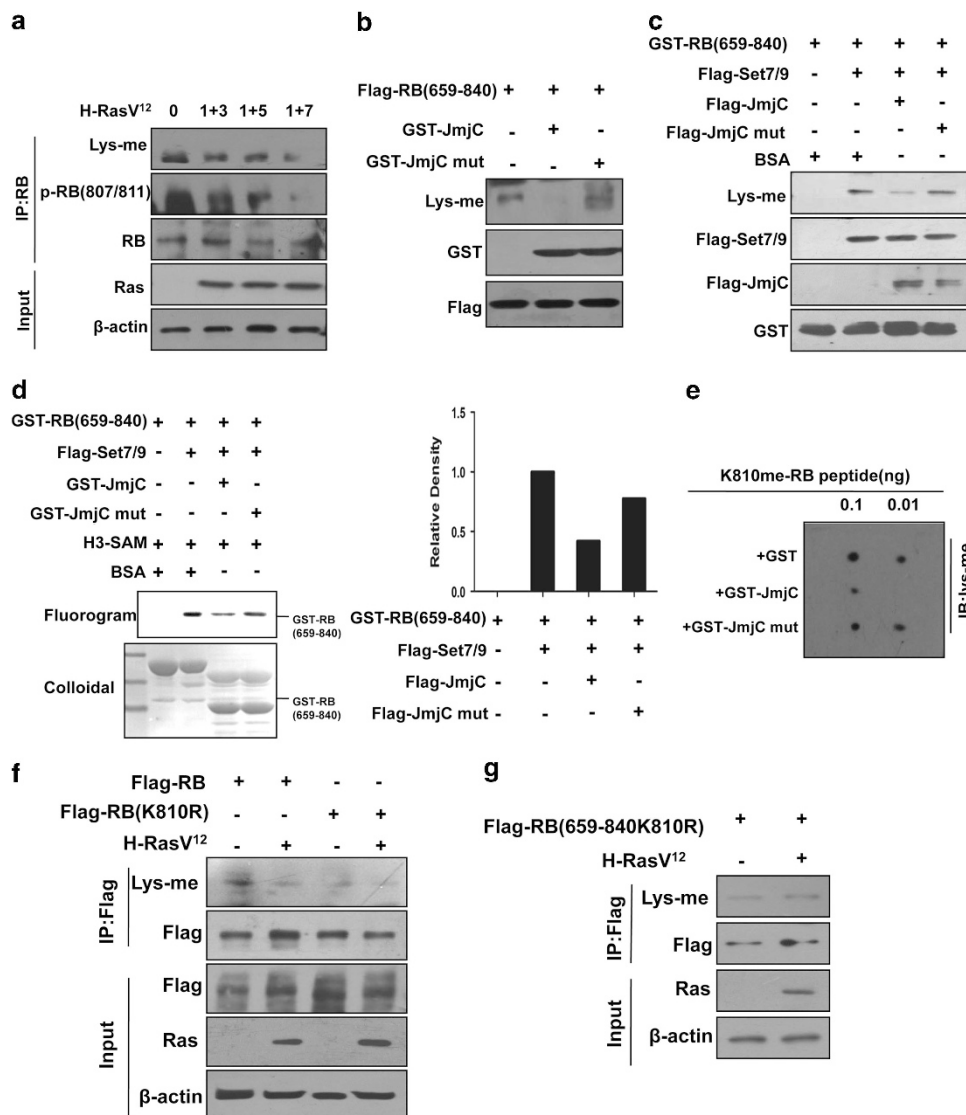 a
H-RasV12 0 1+3 1+5 1+7
IP:RB
Lys-me
p-RB(807/811)
RB
Input
Ras
β-actin
b
Flag-RB(659-840) + + +
GST-JmjC - + -
GST-JmjC mut - - +
Lys-me
GST
Flag
c
GST-RB(659-840) + + + +
Flag-Set7/9 - + + +
Flag-JmjC - - + -
Flag-JmjC mut - - - +
BSA + + - -
Lys-me
Flag-Set7/9
Flag-JmjC
GST
d
GST-RB(659-840) + + + +
Flag-Set7/9 - + + +
GST-JmjC - - + -
GST-JmjC mut - - - +
H3-SAM + + + +
BSA + + - -
Fluorogram
GST-RB
(659-840)
Colloidal
GST-RB
(659-840)
Relative Density
1.5
1.0
0.5
0.0
GST-RB(659-840) + + + +
Flag-Set7/9 - + + +
Flag-JmjC - - + -
Flag-JmjC mut - - - +
e
K810me-RB peptide(ng)
0.1 0.01
+GST
+GST-JmjC
+GST-JmjC mut
IB:lys-me
f
Flag-RB + + - -
Flag-RB(K810R) - - + +
H-RasV12 - + - +
IP:Flag
Lys-me
Flag
Input
Flag
Ras
β-actin
g
Flag-RB(659-840K810R) + +
H-RasV12 - +
IP:Flag
Lys-me
Flag
Input
Ras
β-actin